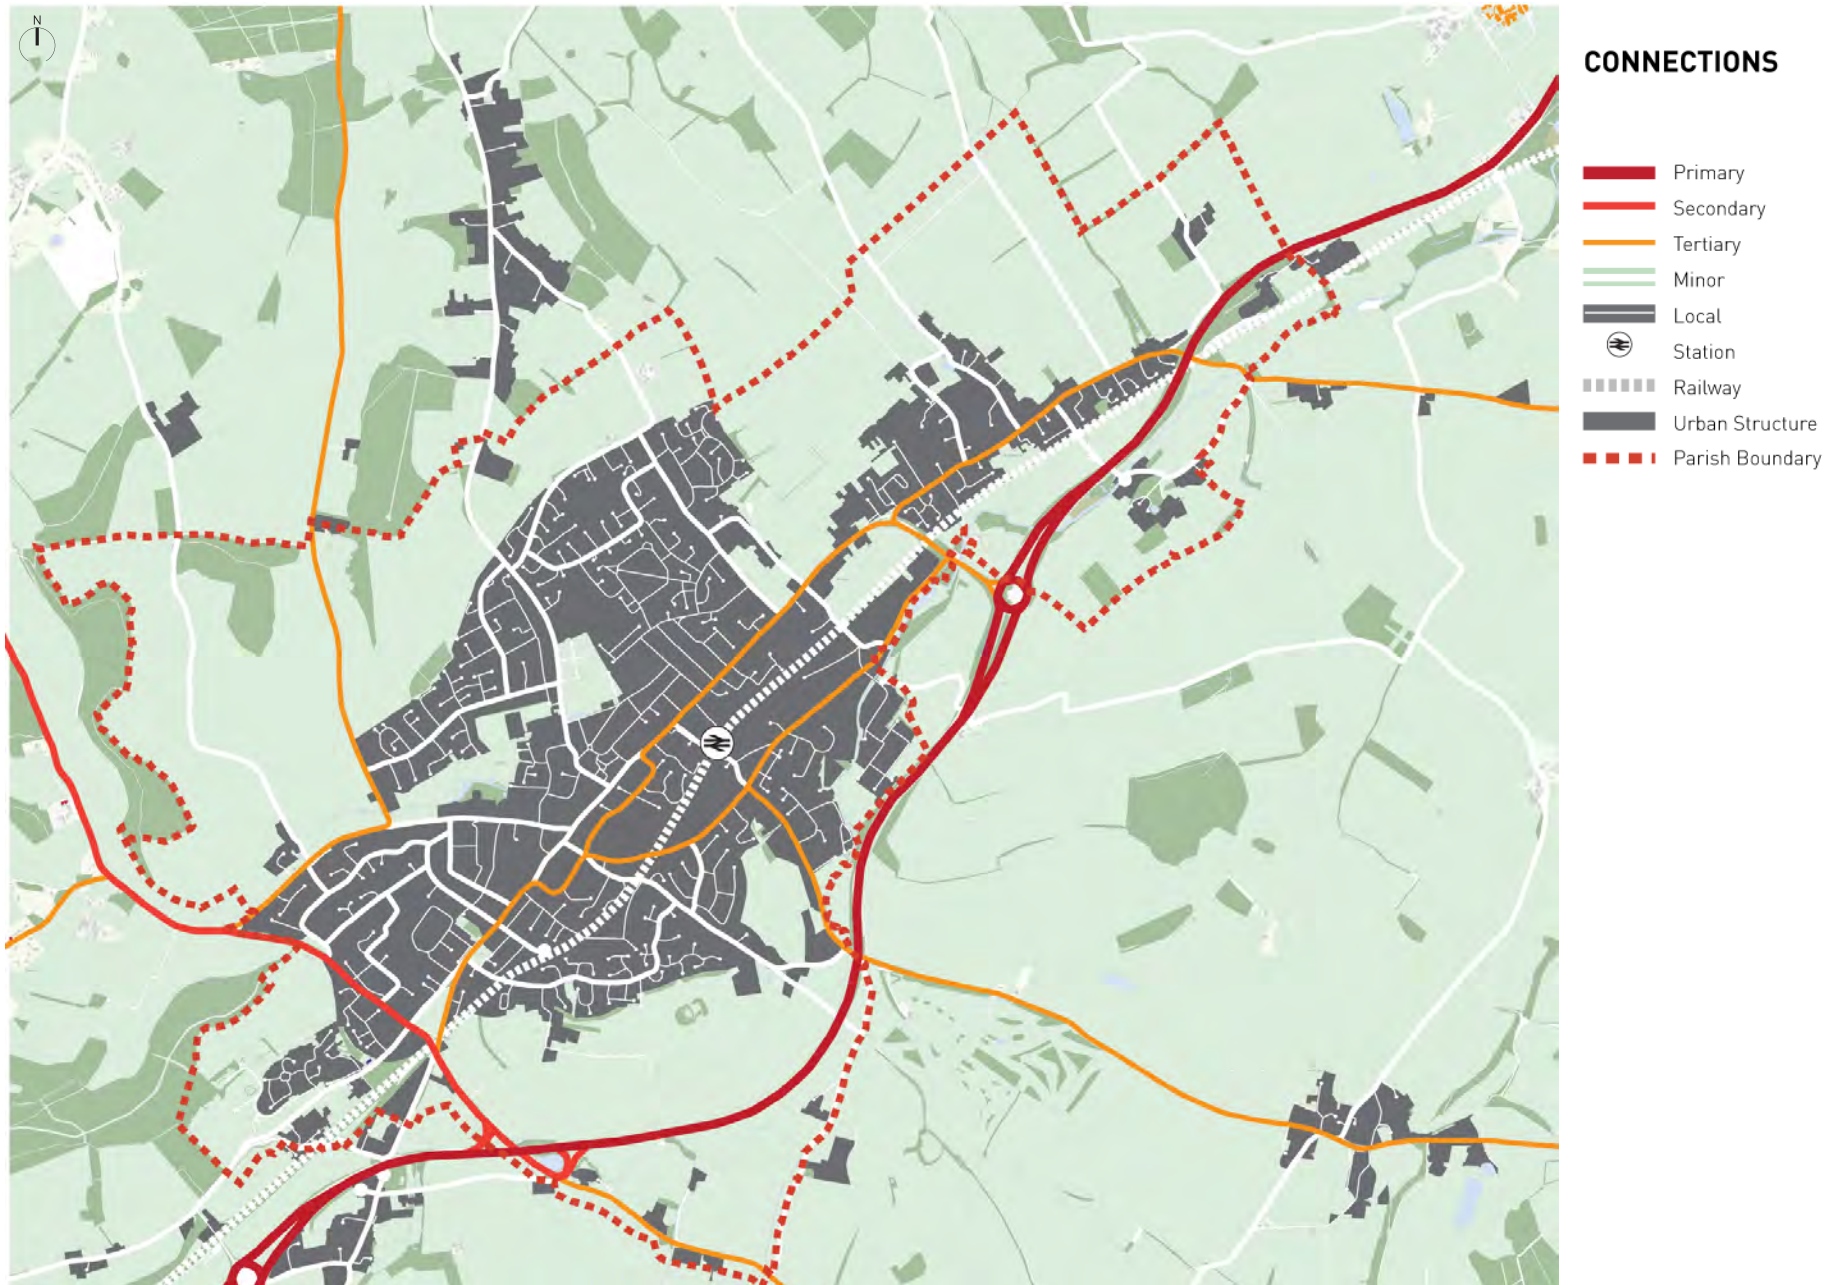 N
CONNECTIONS
Primary
Secondary
Tertiary
Minor
Local
Station
Railway
Urban Structure
Parish Boundary